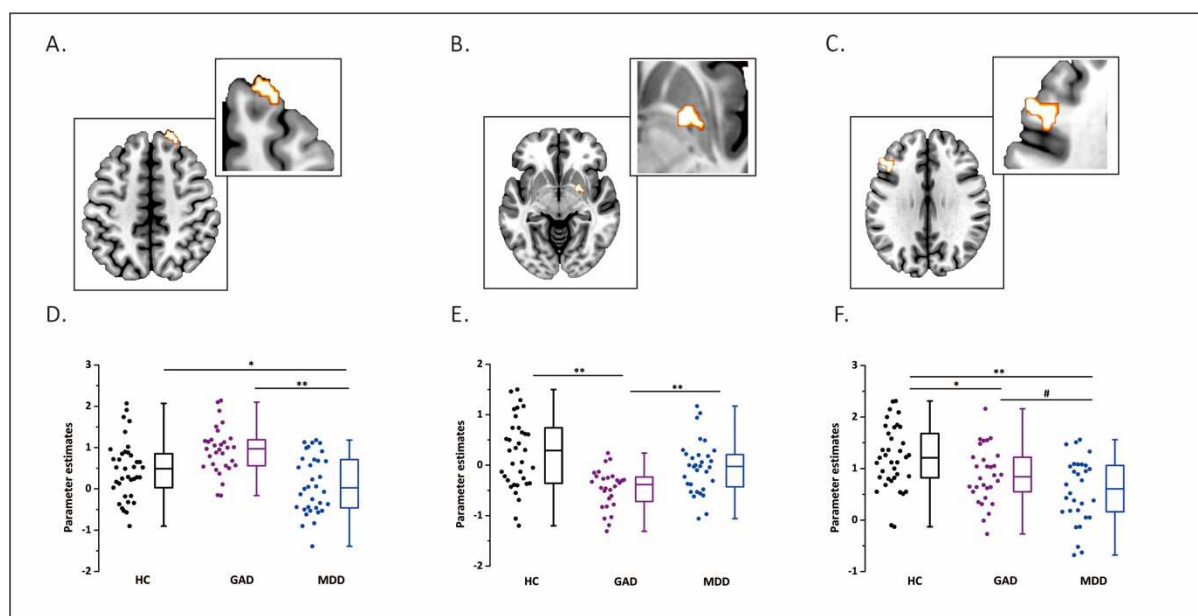 A.
B.
C.
D.
3
2
1
0
-1
-2
Parameter estimates
*
**
HC
GAD
MDD
E.
2
1
0
-1
-2
Parameter estimates
**
**
HC
GAD
MDD
F.
3
2
1
0
-1
Parameter estimates
**
*
#
HC
GAD
MDD